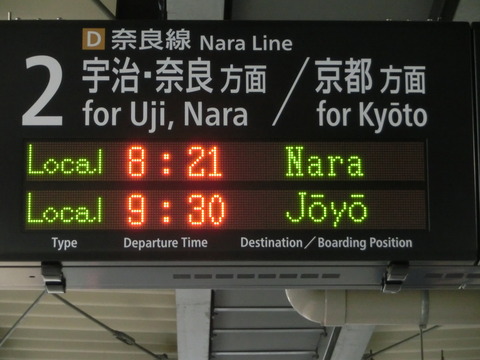 D 奈良線 Nara Line
2 宇治・奈良 方面 / 京都 方面
for Uji, Nara / for Kyōto
Local 8:21 Nara
Local 9:30 Jōyō
Type Departure Time Destination／Boarding Position